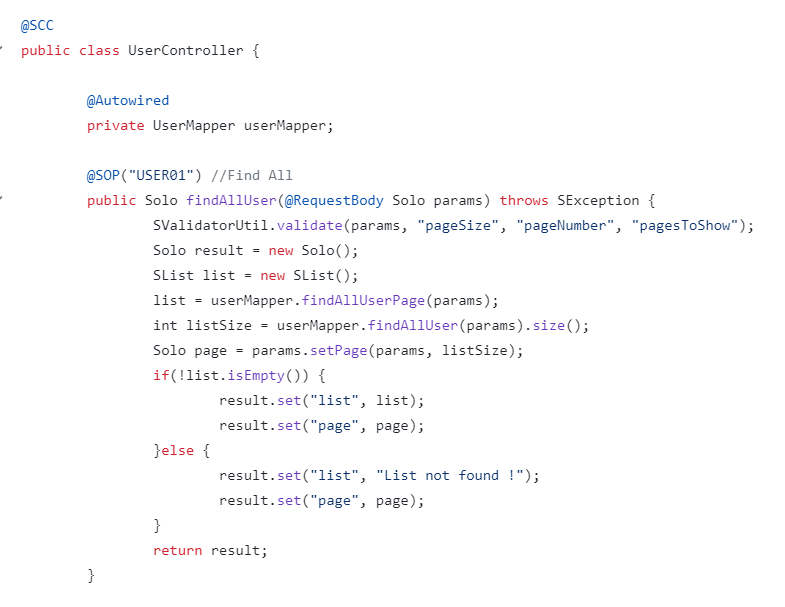 @SCC
public class UserController {
@Autowired
private UserMapper userMapper;
@SOP("USER01") //Find All
public Solo findAllUser(@RequestBody Solo params) throws SException {
SValidatorUtil.validate(params, "pageSize", "pageNumber", "pagesToShow");
Solo result = new Solo();
SList list = new SList();
list = userMapper.findAllUserPage(params);
int listSize = userMapper.findAllUser(params).size();
Solo page = params.setPage(params, listSize);
if(!list.isEmpty()) {
result.set("list", list);
result.set("page", page);
}else {
result.set("list", "List not found !");
result.set("page", page);
}
return result;
}